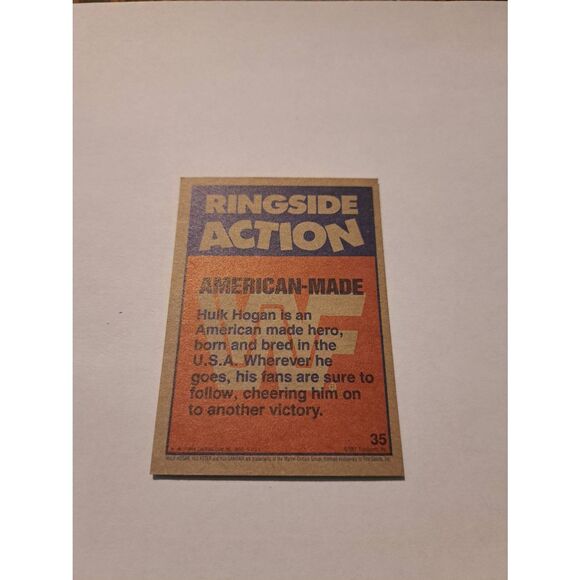 RINGSIDE
ACTION
AMERICAN-MADE
Hulk Hogan is an
American made hero,
born and bred in the
U.S.A. Wherever he
goes, his fans are sure to
follow, cheering him on
to another victory.
35